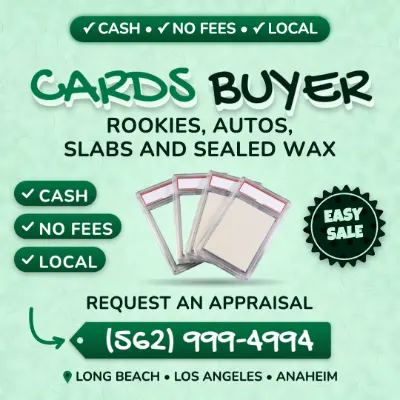 ✓ CASH • ✓ NO FEES • ✓ LOCAL
CARDS BUYER
ROOKIES, AUTOS,
SLABS AND SEALED WAX
✓ CASH
✓ NO FEES
✓ LOCAL
EASY
SALE
REQUEST AN APPRAISAL
(562) 999-4994
LONG BEACH • LOS ANGELES • ANAHEIM